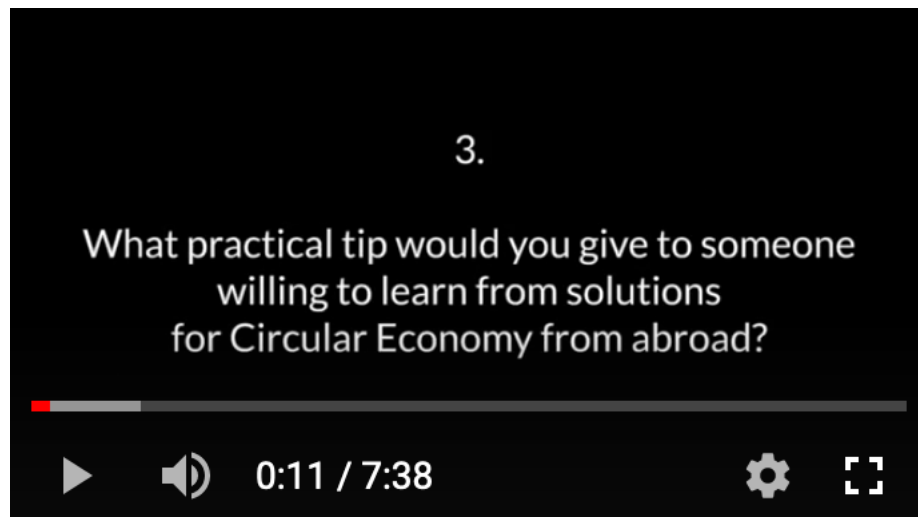 3.
What practical tip would you give to someone
willing to learn from solutions
for Circular Economy from abroad?
0:11 / 7:38